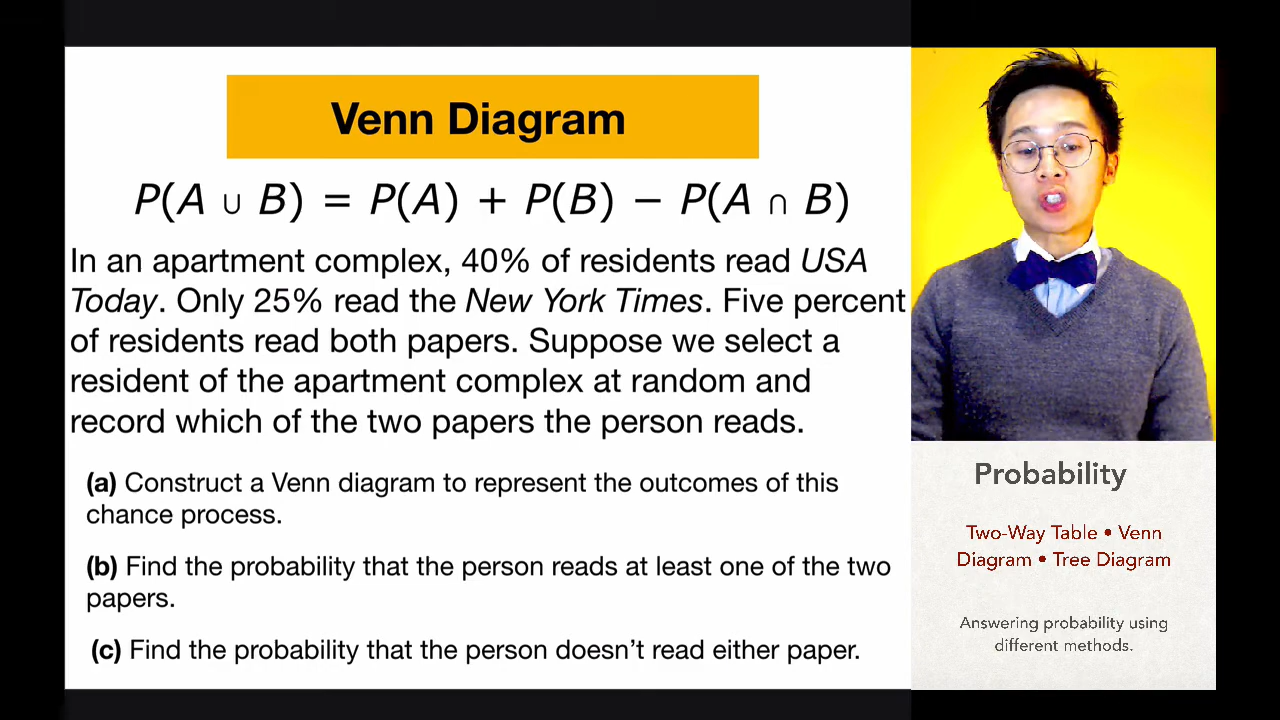 Venn Diagram
P(A ∪ B) = P(A) + P(B) − P(A ∩ B)
In an apartment complex, 40% of residents read USA
Today. Only 25% read the New York Times. Five percent
of residents read both papers. Suppose we select a
resident of the apartment complex at random and
record which of the two papers the person reads.
(a) Construct a Venn diagram to represent the outcomes of this
chance process.
(b) Find the probability that the person reads at least one of the two
papers.
(c) Find the probability that the person doesn’t read either paper.
Probability
Two-Way Table • Venn
Diagram • Tree Diagram
Answering probability using
different methods.